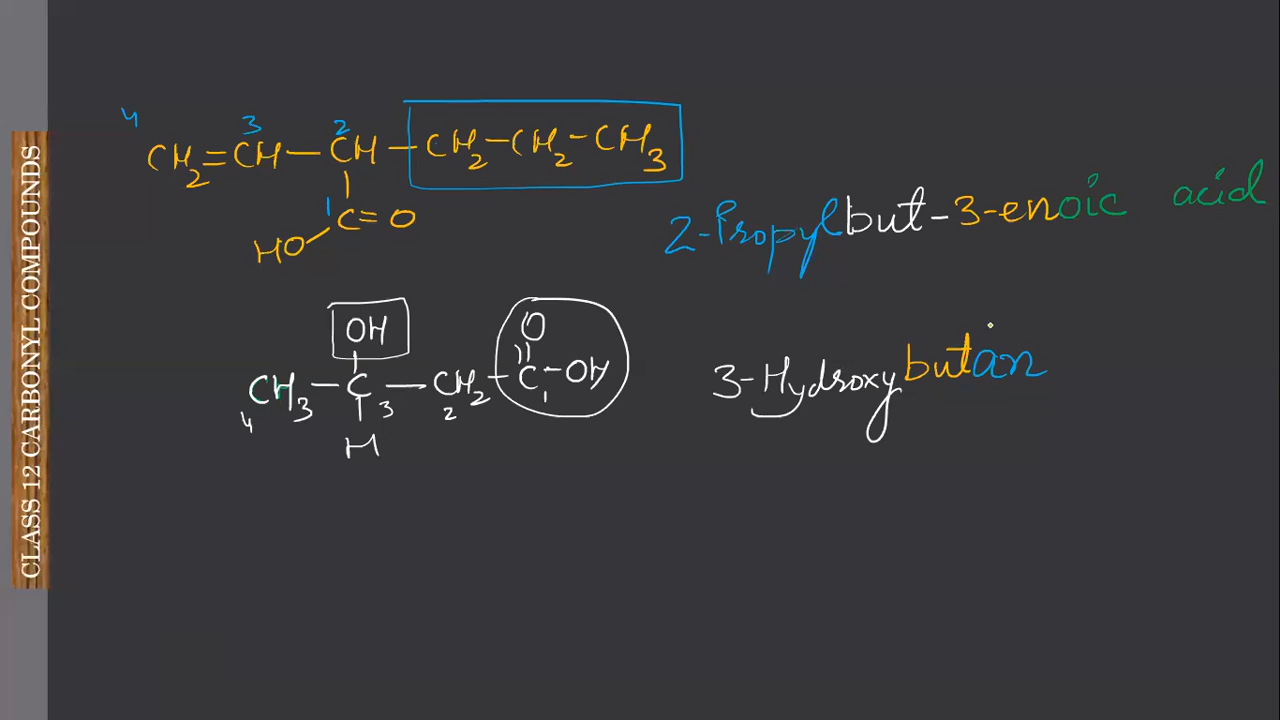 CLASS 12 CARBONYL COMPOUNDS
4 3 2
CH2=CH-CH-CH2-CH2-CH3
1 C=O
HO
2-Propylbut-3-enoic acid
OH O
CH3-C-CH2-C-OH
4 3 2 1
H
3-Hydroxybutan